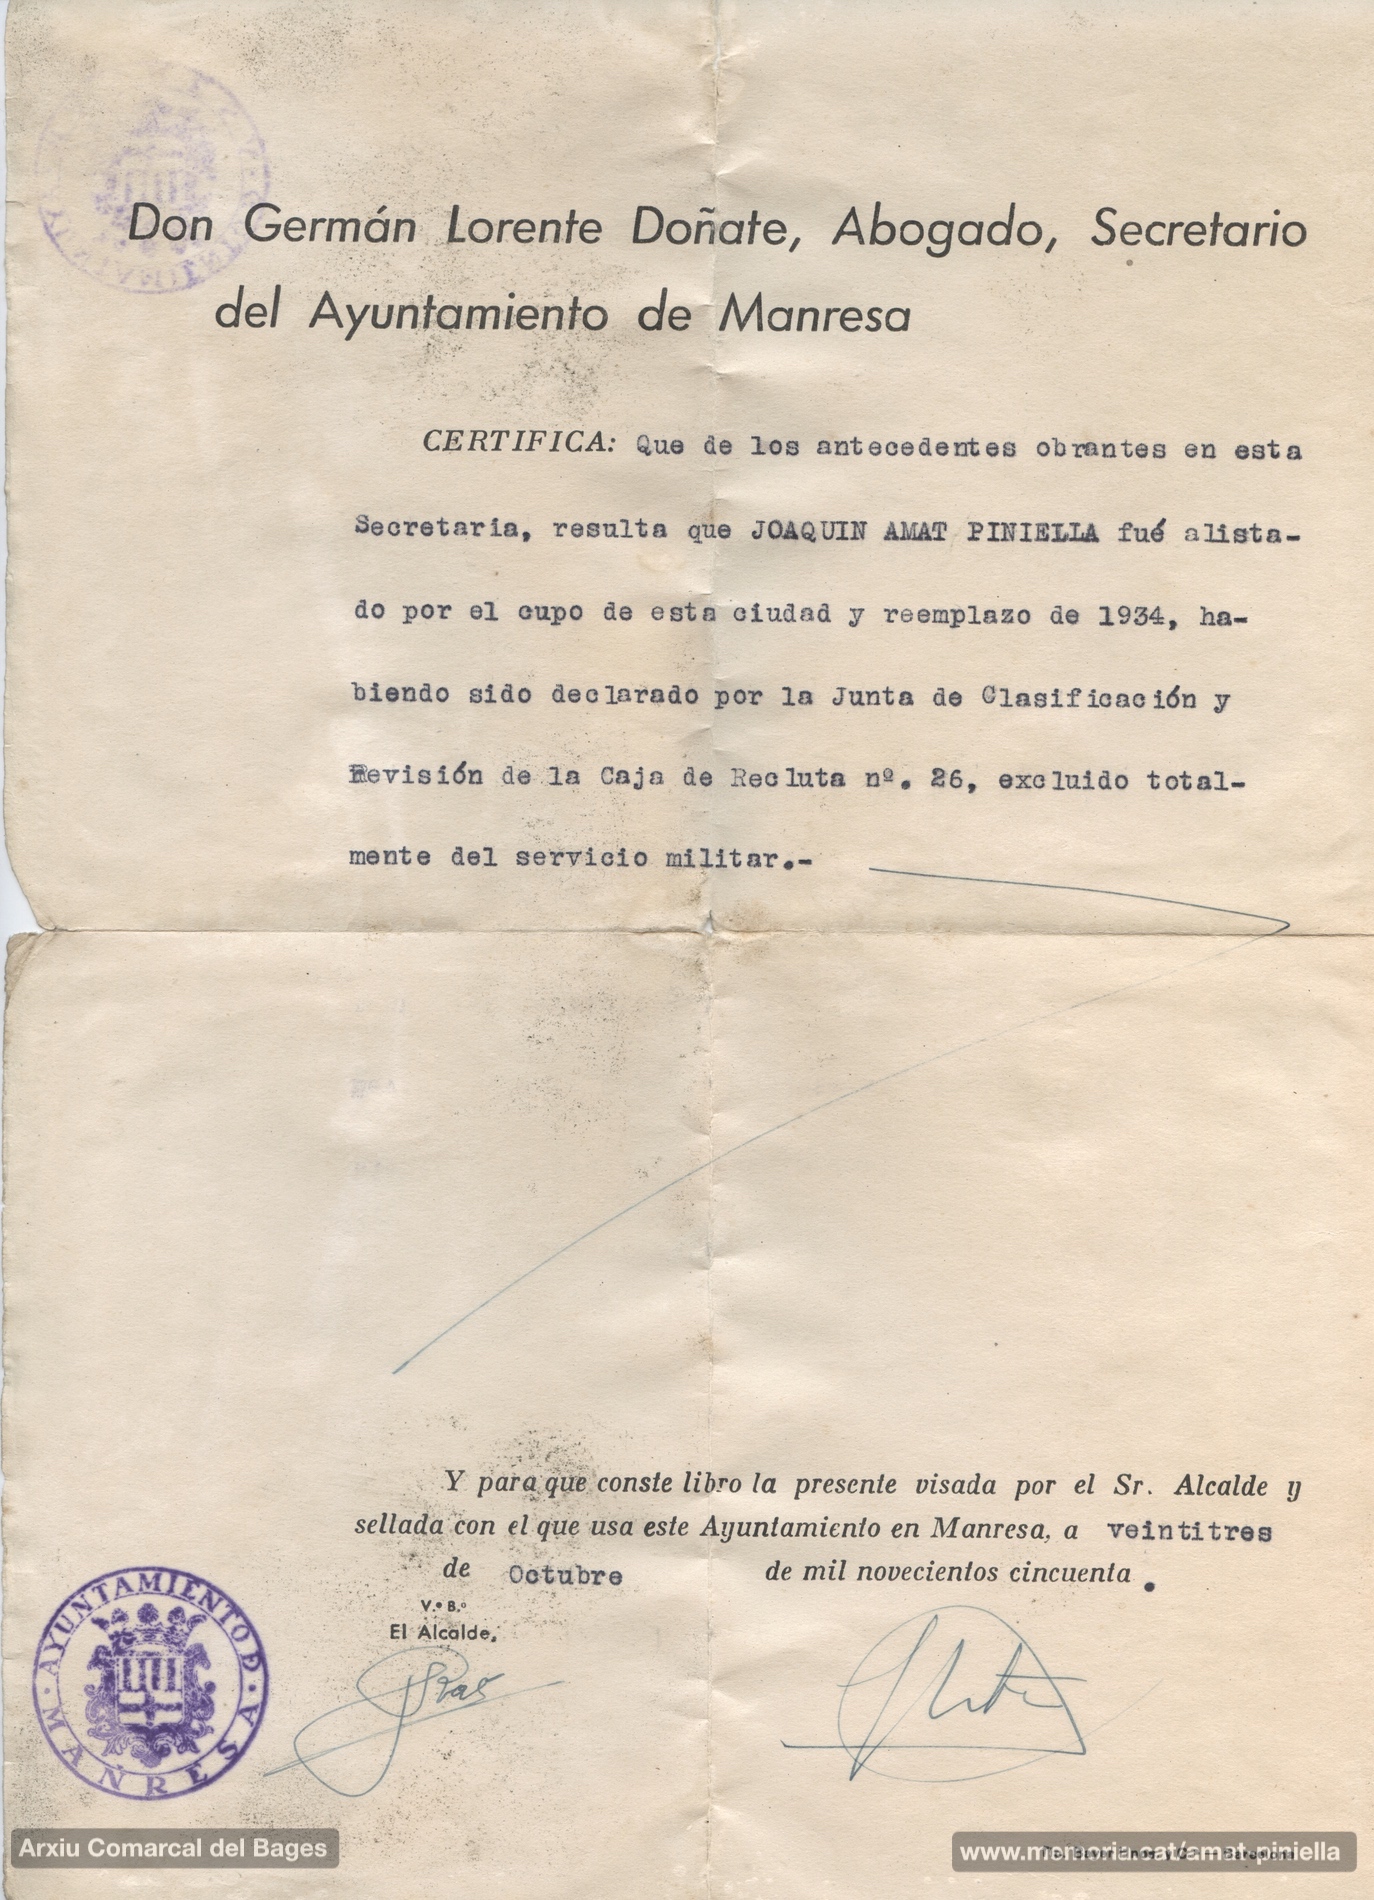 Don Germán Lorente Doñate, Abogado, Secretario
del Ayuntamiento de Manresa
CERTIFICA: Que de los antecedentes obrantes en esta
Secretaría, resulta que JOAQUIN AMAT PINIELLA fué alista-
do por el cupo de esta ciudad y reemplazo de 1934, ha-
biendo sido declarado por la Junta de Clasificación y
Revisión de la Caja de Recluta nº. 26, excluido total-
mente del servicio militar.-
Y para que conste libro la presente visada por el Sr. Alcalde y
sellada con el que usa este Ayuntamiento en Manresa, a veintitres
de Octubre de mil novecientos cincuenta.
V.º B.º
El Alcalde,
AYUNTAMIENTO D MANRESA
Arxiu Comarcal del Bages
www.memoria.cat/amat-piniella